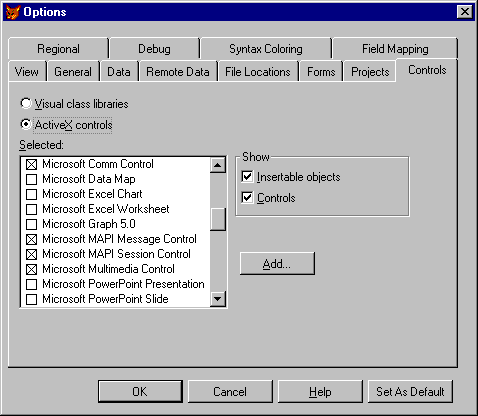 Options
Regional Debug Syntax Coloring Field Mapping
View General Data Remote Data File Locations Forms Projects Controls
Visual class libraries
ActiveX controls
Selected:
Microsoft Comm Control
Microsoft Data Map
Microsoft Excel Chart
Microsoft Excel Worksheet
Microsoft Graph 5.0
Microsoft MAPI Message Control
Microsoft MAPI Session Control
Microsoft Multimedia Control
Microsoft PowerPoint Presentation
Microsoft PowerPoint Slide
Show
Insertable objects
Controls
Add...
OK Cancel Help Set As Default